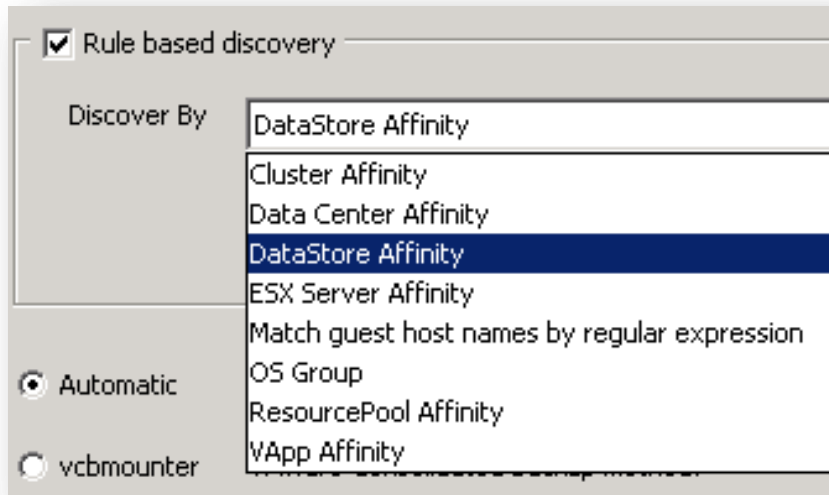 Rule based discovery
Discover By
DataStore Affinity
Cluster Affinity
Data Center Affinity
DataStore Affinity
ESX Server Affinity
Match guest host names by regular expression
OS Group
ResourcePool Affinity
VApp Affinity
Automatic
vcbmounter